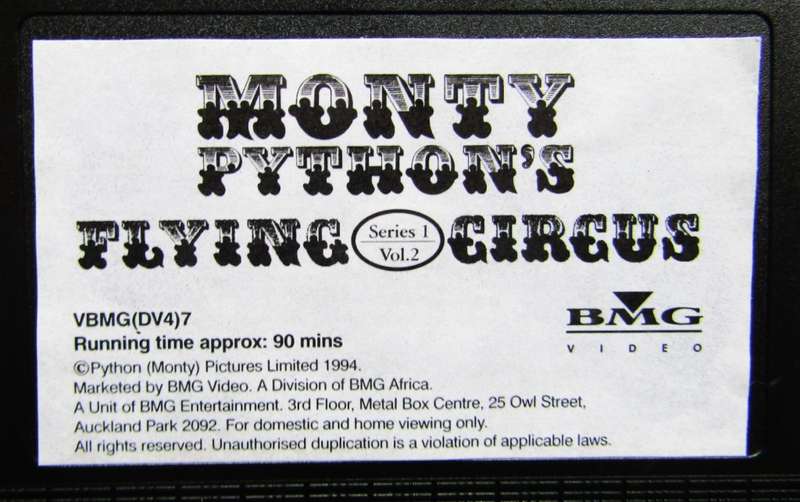 MONTY
PYTHON'S
FLYING CIRCUS
Series 1
Vol.2
BMG
VIDEO
VBMG(DV4)7
Running time approx: 90 mins
©Python (Monty) Pictures Limited 1994.
Marketed by BMG Video. A Division of BMG Africa.
A Unit of BMG Entertainment. 3rd Floor, Metal Box Centre, 25 Owl Street,
Auckland Park 2092. For domestic and home viewing only.
All rights reserved. Unauthorised duplication is a violation of applicable laws.